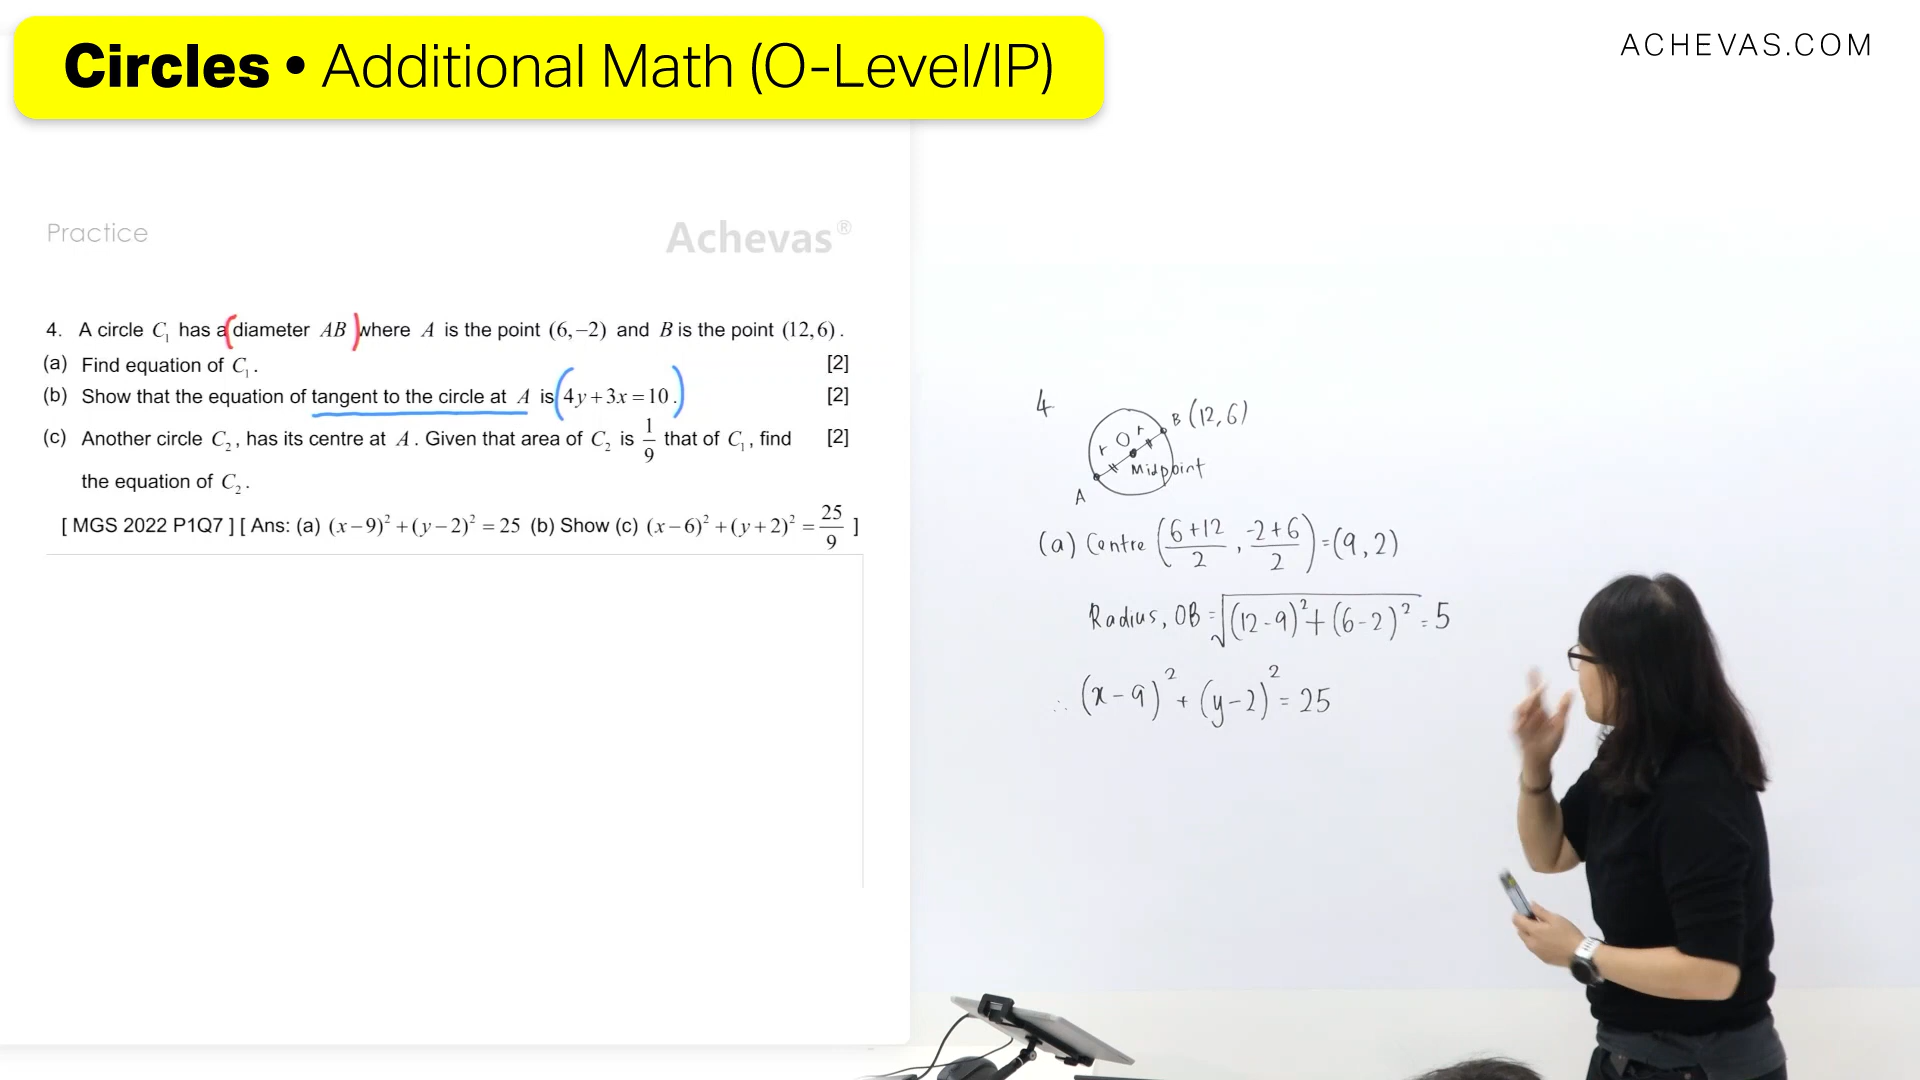 Circles • Additional Math (O-Level/IP)
ACHEVAS.COM
Practice
Achevas®
4. A circle C₁ has a diameter AB where A is the point (6,−2) and B is the point (12,6).
(a) Find equation of C₁. [2]
(b) Show that the equation of tangent to the circle at A is 4y+3x=10. [2]
(c) Another circle C₂, has its centre at A. Given that area of C₂ is 1/9 that of C₁, find [2]
the equation of C₂.
[ MGS 2022 P1Q7 ] [ Ans: (a) (x−9)²+(y−2)²=25 (b) Show (c) (x−6)²+(y+2)²=25/9 ]
4
B (12,6)
r O r
Midpoint
A
(a) Centre (6+12/2, -2+6/2) = (9,2)
Radius, OB = √(12-9)²+(6-2)² = 5
∴ (x-9)² + (y-2)² = 25